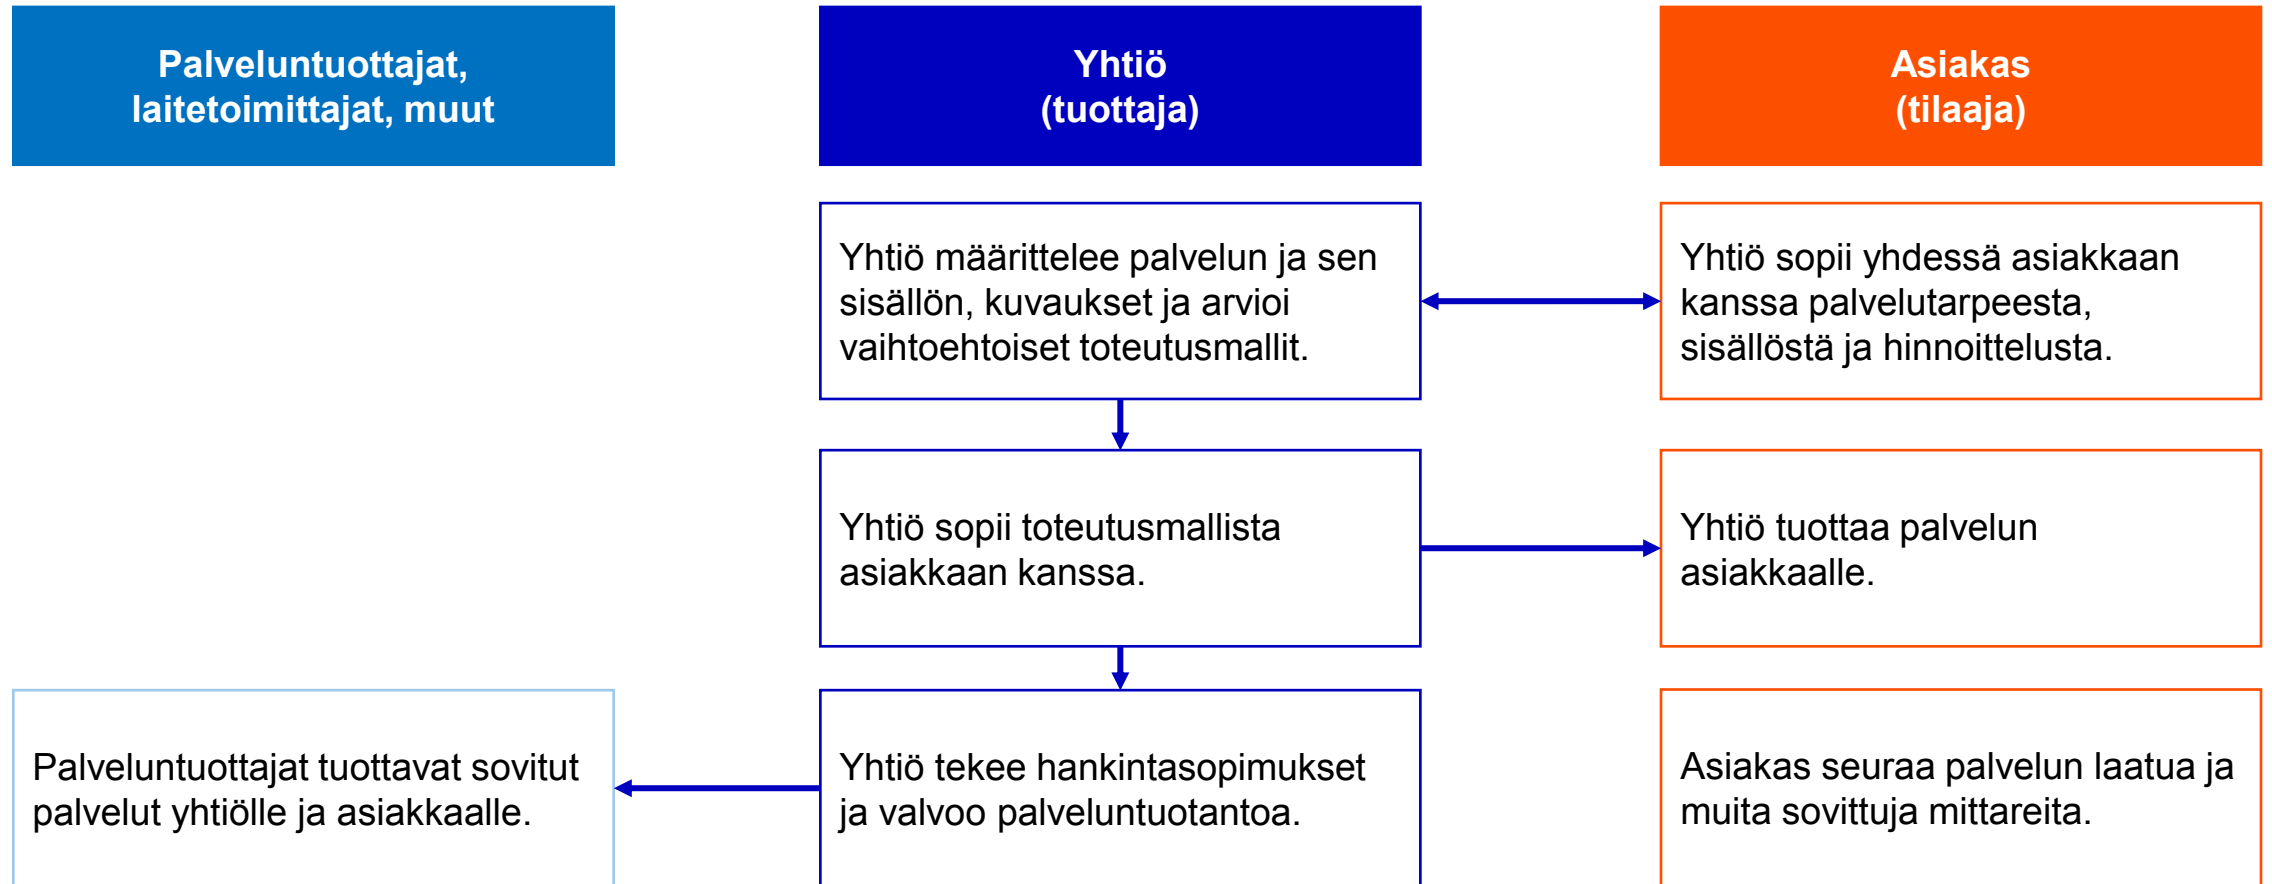 Palveluntuottajat,
laitetoimittajat, muut
Yhtiö
(tuottaja)
Asiakas
(tilaaja)
Yhtiö määrittelee palvelun ja sen
sisällön, kuvaukset ja arvioi
vaihtoehtoiset toteutusmallit.
Yhtiö sopii yhdessä asiakkaan
kanssa palvelutarpeesta,
sisällöstä ja hinnoittelusta.
Yhtiö sopii toteutusmallista
asiakkaan kanssa.
Yhtiö tuottaa palvelun
asiakkaalle.
Palveluntuottajat tuottavat sovitut
palvelut yhtiölle ja asiakkaalle.
Yhtiö tekee hankintasopimukset
ja valvoo palveluntuotantoa.
Asiakas seuraa palvelun laatua ja
muita sovittuja mittareita.